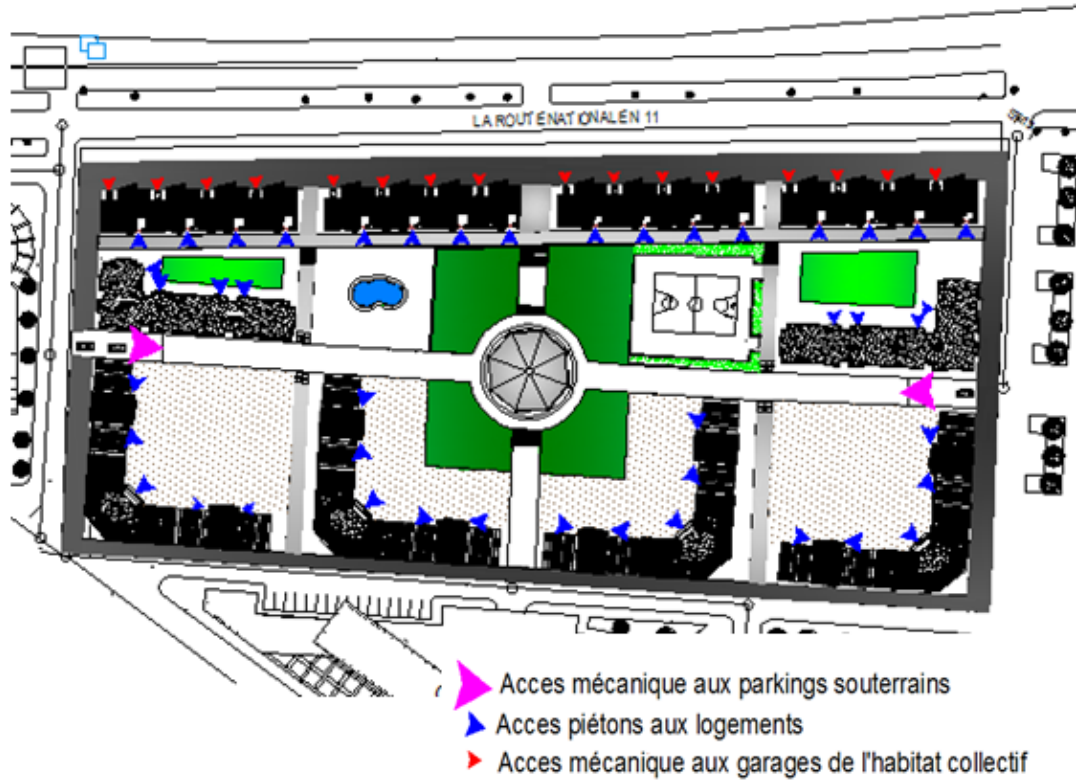 LA ROUTE NATIONALE N 11
Acces mécanique aux parkings souterrains
Acces piétons aux logements
Acces mécanique aux garages de l'habitat collectif